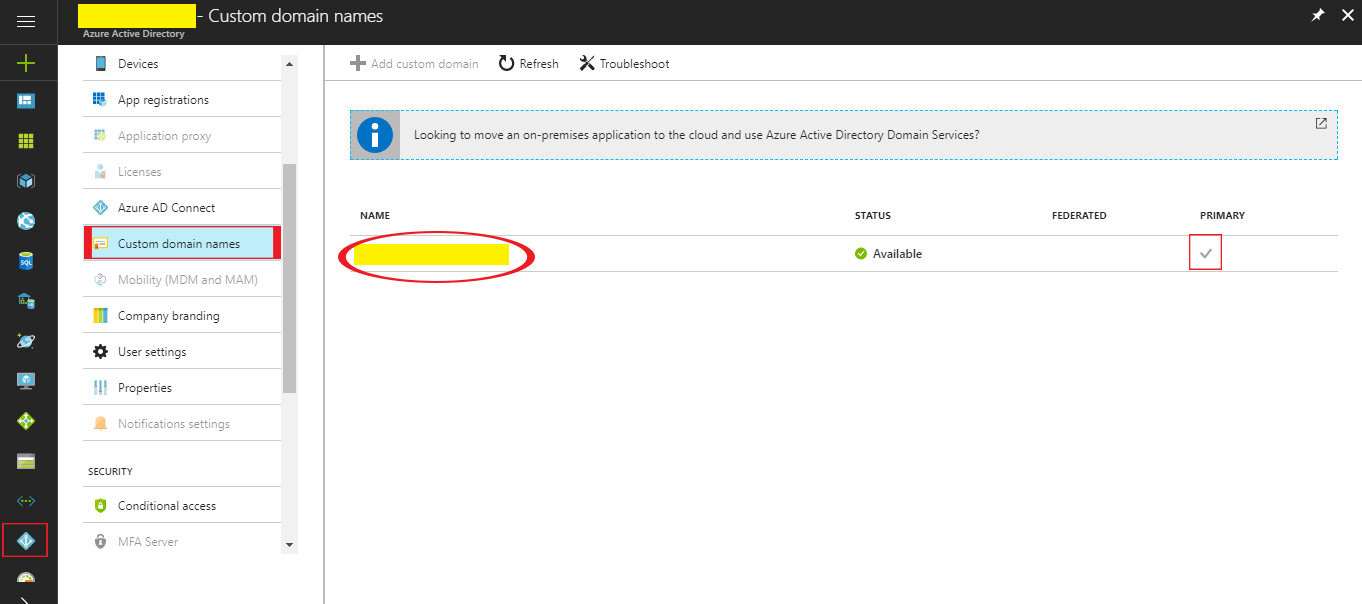 - Custom domain names
Azure Active Directory
Devices
App registrations
Application proxy
Licenses
Azure AD Connect
Custom domain names
Mobility (MDM and MAM)
Company branding
User settings
Properties
Notifications settings
SECURITY
Conditional access
MFA Server
Add custom domain Refresh Troubleshoot
Looking to move an on-premises application to the cloud and use Azure Active Directory Domain Services?
NAME STATUS FEDERATED PRIMARY
Available
SQL